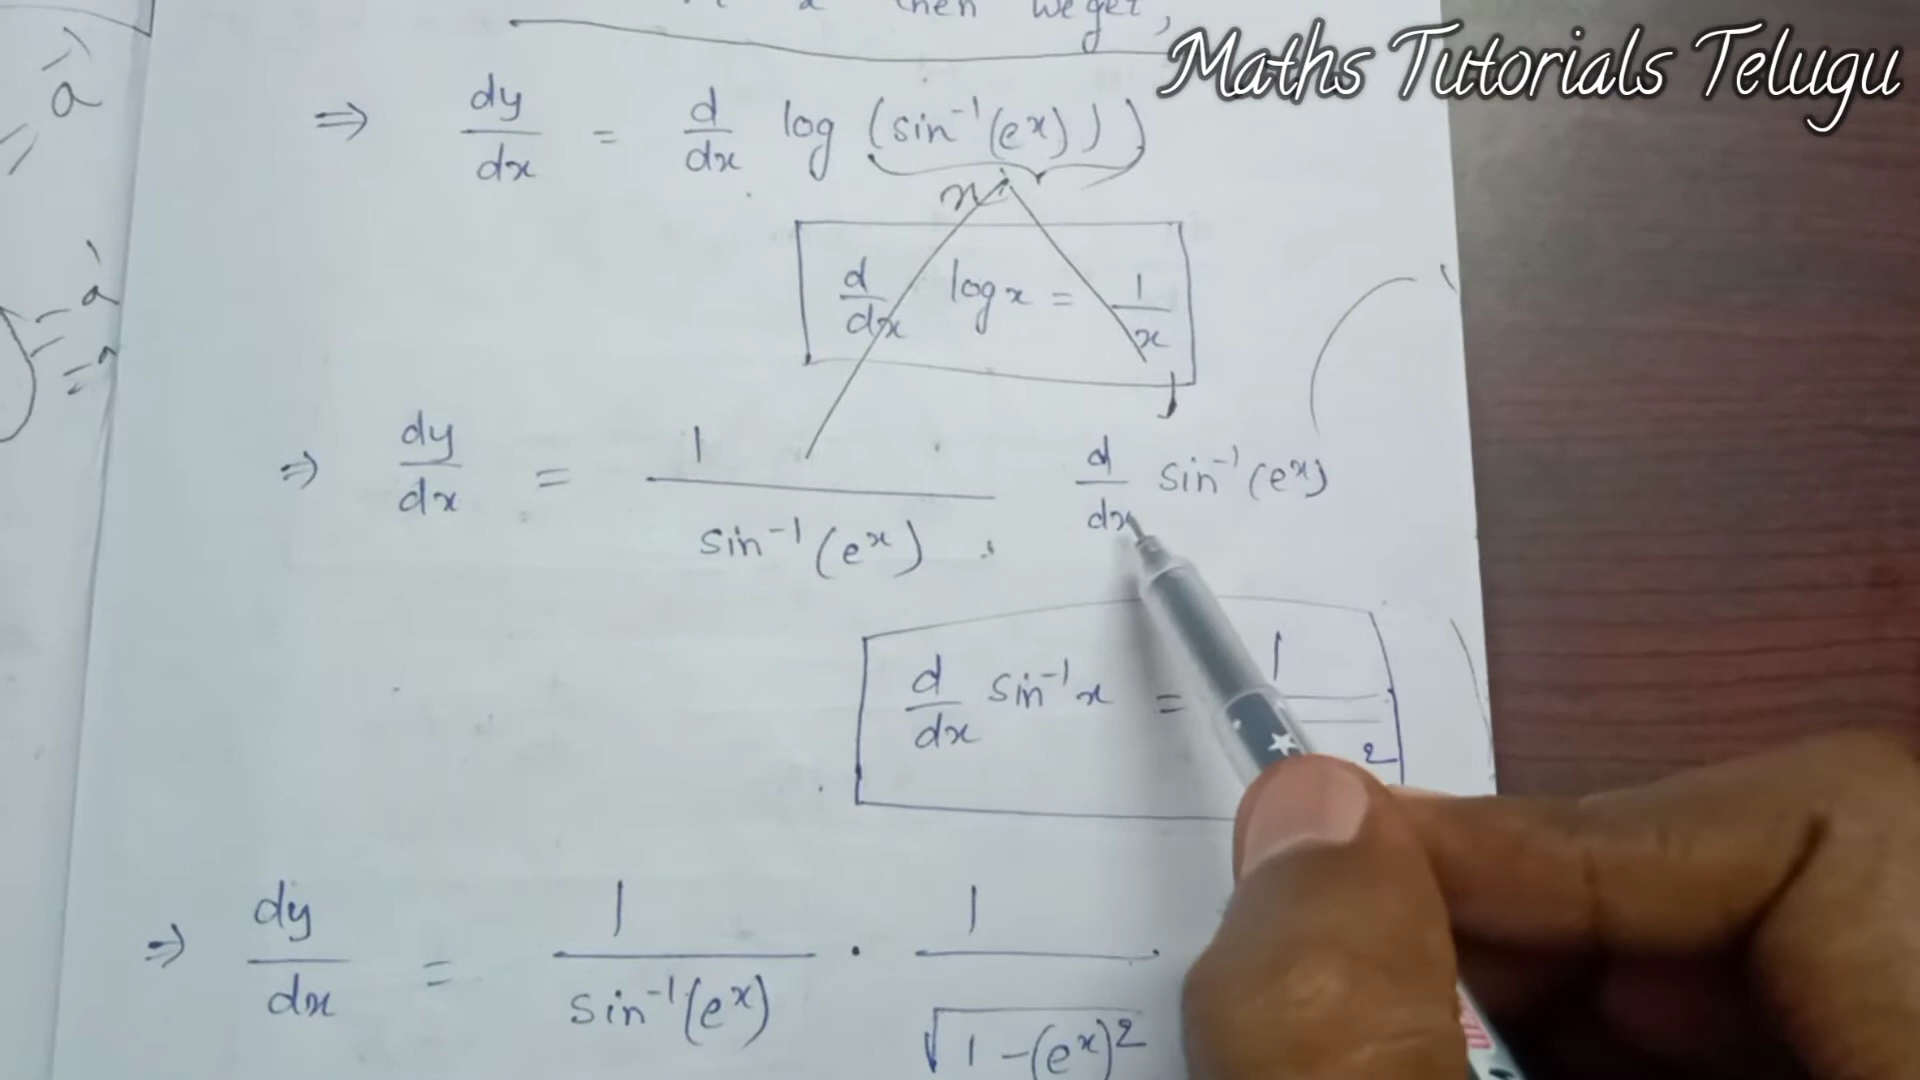 then we get,
Maths Tutorials Telugu
⇒ dy/dx = d/dx log (sin⁻¹(eˣ))
x
d/dx log x = 1/x
⇒ dy/dx = 1/sin⁻¹(eˣ) . d/dx sin⁻¹(eˣ)
d/dx sin⁻¹x = 1
2
⇒ dy/dx = 1/sin⁻¹(eˣ) · 1/√1-(eˣ)²